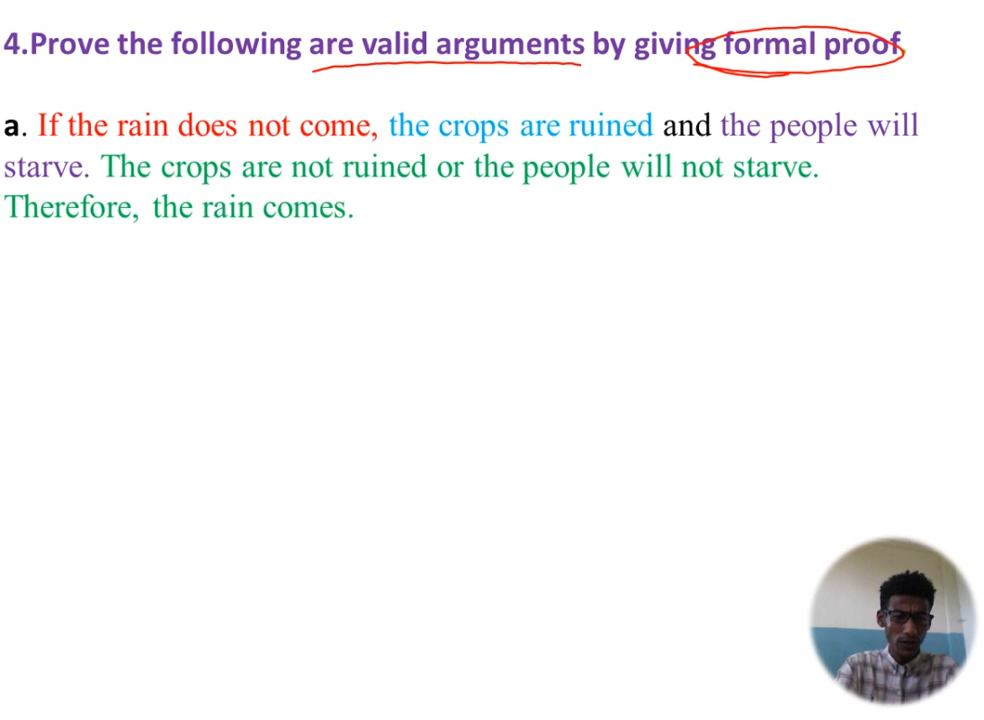 4.Prove the following are valid arguments by giving formal proof
a. If the rain does not come, the crops are ruined and the people will
starve. The crops are not ruined or the people will not starve.
Therefore, the rain comes.